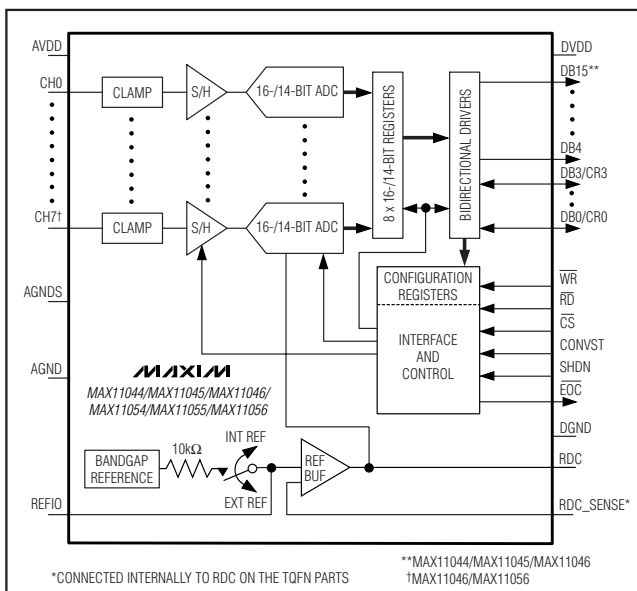 AVDD
DVDD
CH0
CLAMP
S/H
16-/14-BIT ADC
8 x 16-/14-BIT REGISTERS
BIDIRECTIONAL DRIVERS
DB15**
DB4
DB3/CR3
DB0/CR0
CH7†
CLAMP
S/H
16-/14-BIT ADC
CONFIGURATION
REGISTERS
INTERFACE
AND
CONTROL
WR
RD
CS
CONVST
SHDN
EOC
AGNDS
AGND
DGND
MAXIM
MAX11044/MAX11045/MAX11046/
MAX11054/MAX11055/MAX11056
BANDGAP
REFERENCE
10kΩ
INT REF
EXT REF
REF
BUF
RDC
REFIO
RDC_SENSE*
*CONNECTED INTERNALLY TO RDC ON THE TQFN PARTS
**MAX11044/MAX11045/MAX11046
†MAX11046/MAX11056